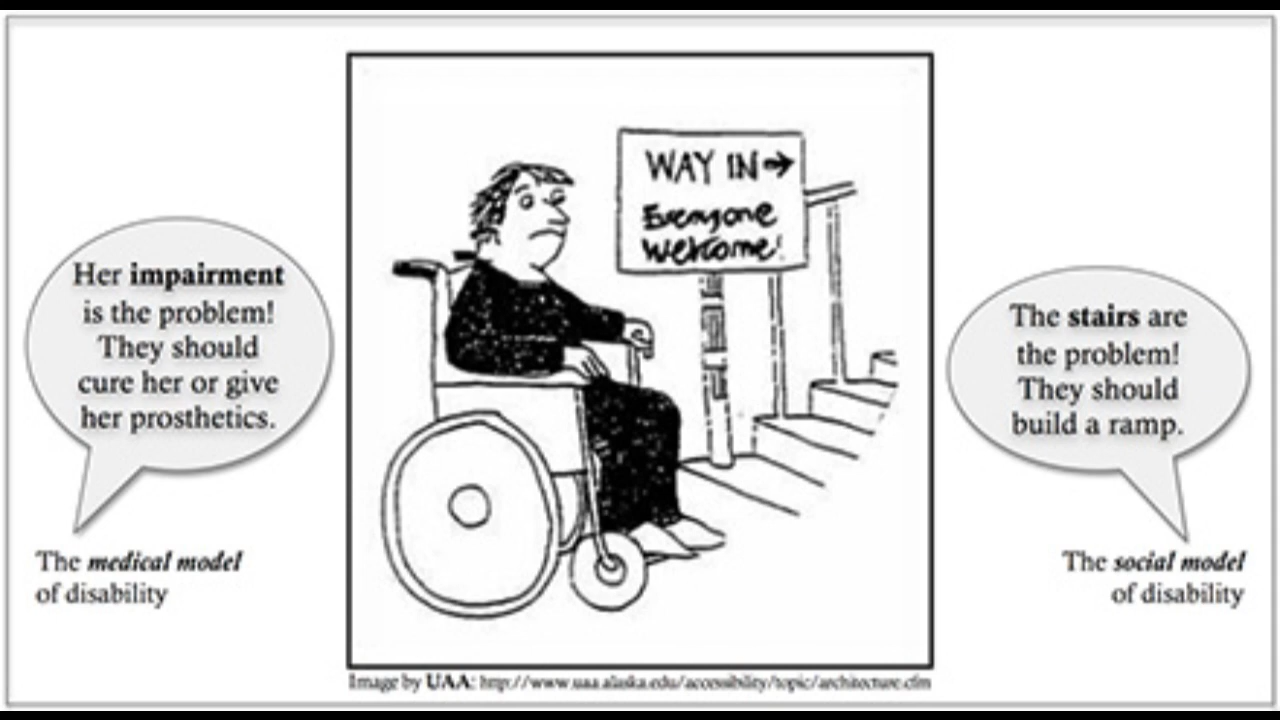 WAY IN→
Everyone
Welcome!
Her impairment
is the problem!
They should
cure her or give
her prosthetics.
The medical model
of disability
The stairs are
the problem!
They should
build a ramp.
The social model
of disability
Image by UAA: http://www.uaa.alaska.edu/accessibility/topic/architecture.cfm